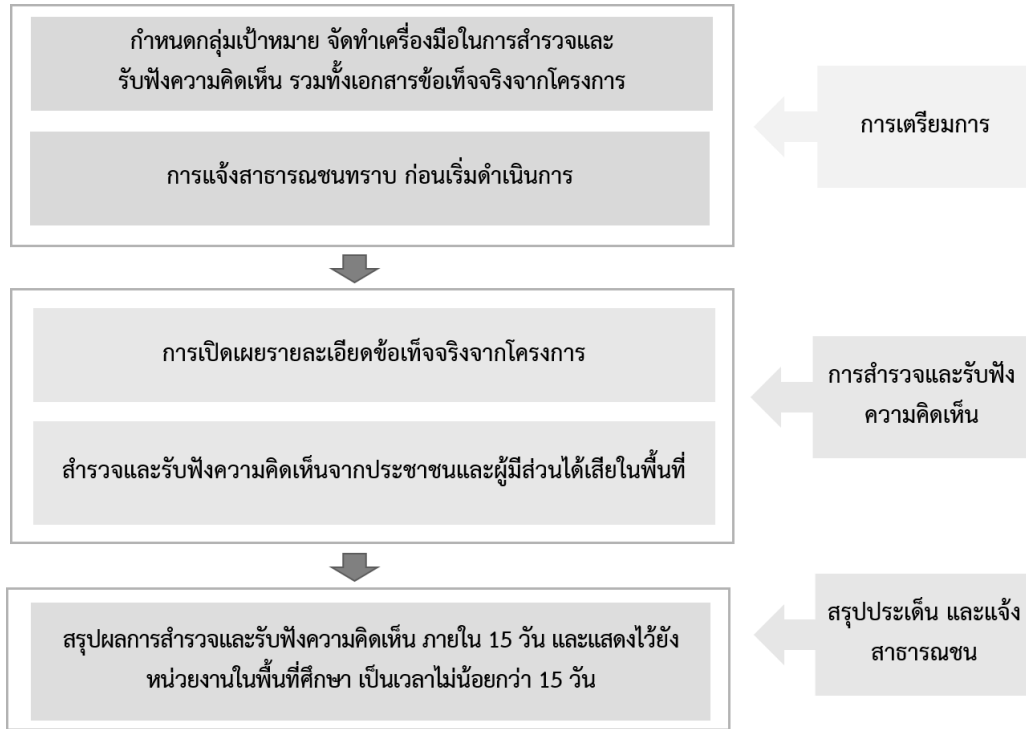 กำหนดกลุ่มเป้าหมาย จัดทำเครื่องมือในการสำรวจและ
รับฟังความคิดเห็น รวมทั้งเอกสารข้อเท็จจริงจากโครงการ
การแจ้งสาธารณชนทราบ ก่อนเริ่มดำเนินการ
การเตรียมการ
การเปิดเผยรายละเอียดข้อเท็จจริงจากโครงการ
สำรวจและรับฟังความคิดเห็นจากประชาชนและผู้มีส่วนได้เสียในพื้นที่
การสำรวจและรับฟัง
ความคิดเห็น
สรุปผลการสำรวจและรับฟังความคิดเห็น ภายใน 15 วัน และแสดงไว้ยัง
หน่วยงานในพื้นที่ศึกษา เป็นเวลาไม่น้อยกว่า 15 วัน
สรุปประเด็น และแจ้ง
สาธารณชน